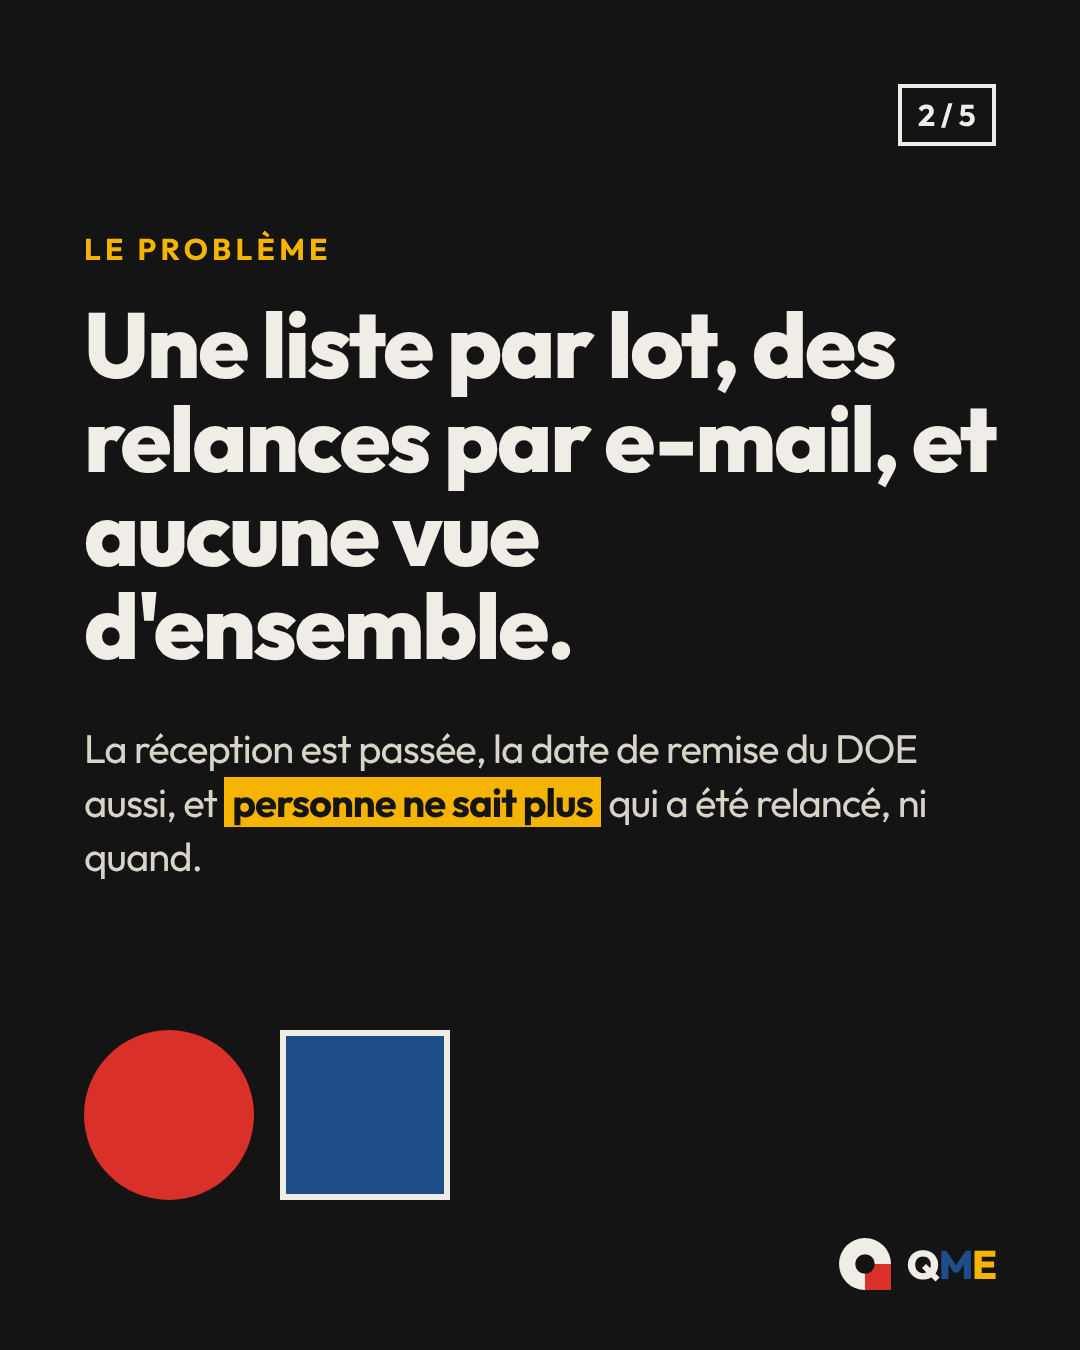 2 / 5
LE PROBLÈME
Une liste par lot, des
relances par e-mail, et
aucune vue
d'ensemble.
La réception est passée, la date de remise du DOE
aussi, et personne ne sait plus qui a été relancé, ni
quand.
QME